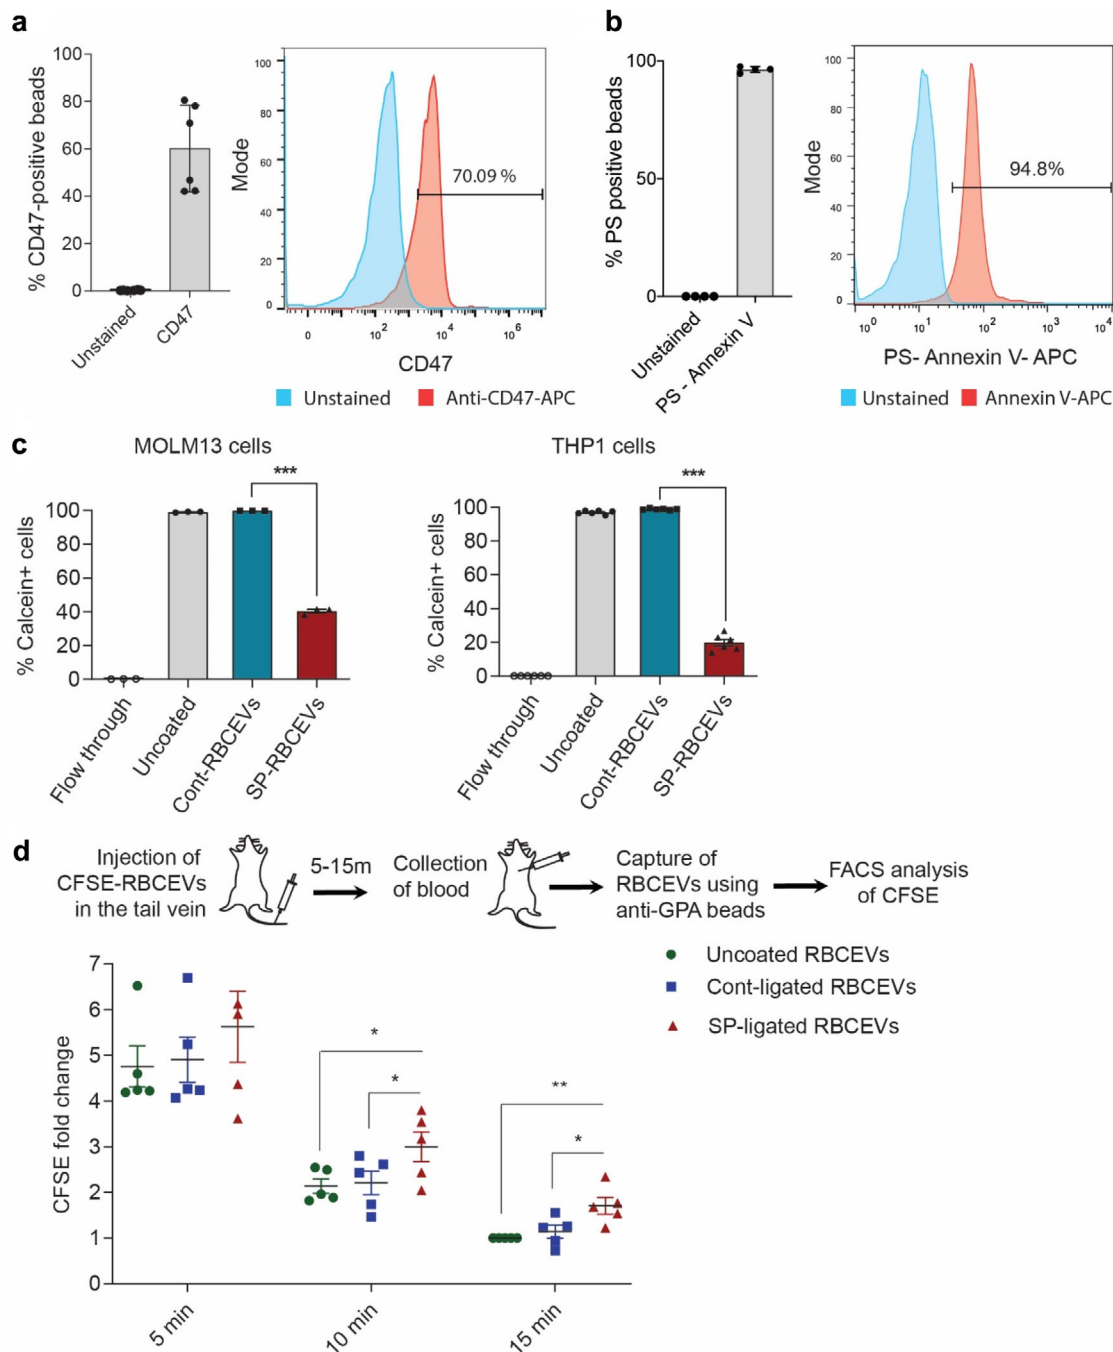 a
% CD47-positive beads
100
80
60
40
20
0
Unstained
CD47
Mode
100
80
60
40
20
0
70.09 %
0
10^2
10^4
10^6
CD47
Unstained
Anti-CD47-APC
b
% PS positive beads
100
50
0
Unstained
PS - Annexin V
Mode
100
80
60
40
20
0
94.8%
10^0
10^1
10^2
10^3
10^4
PS- Annexin V- APC
Unstained
Annexin V-APC
c
MOLM13 cells
% Calcein+ cells
100
80
60
40
20
0
***
Flow through
Uncoated
Cont-RBCEVs
SP-RBCEVs
THP1 cells
% Calcein+ cells
100
80
60
40
20
0
***
Flow through
Uncoated
Cont-RBCEVs
SP-RBCEVs
d
Injection of
CFSE-RBCEVs
in the tail vein
5-15m
Collection
of blood
Capture of
RBCEVs using
anti-GPA beads
FACS analysis
of CFSE
Uncoated RBCEVs
Cont-ligated RBCEVs
SP-ligated RBCEVs
CFSE fold change
7
6
5
4
3
2
1
0
*
*
**
*
5 min
10 min
15 min